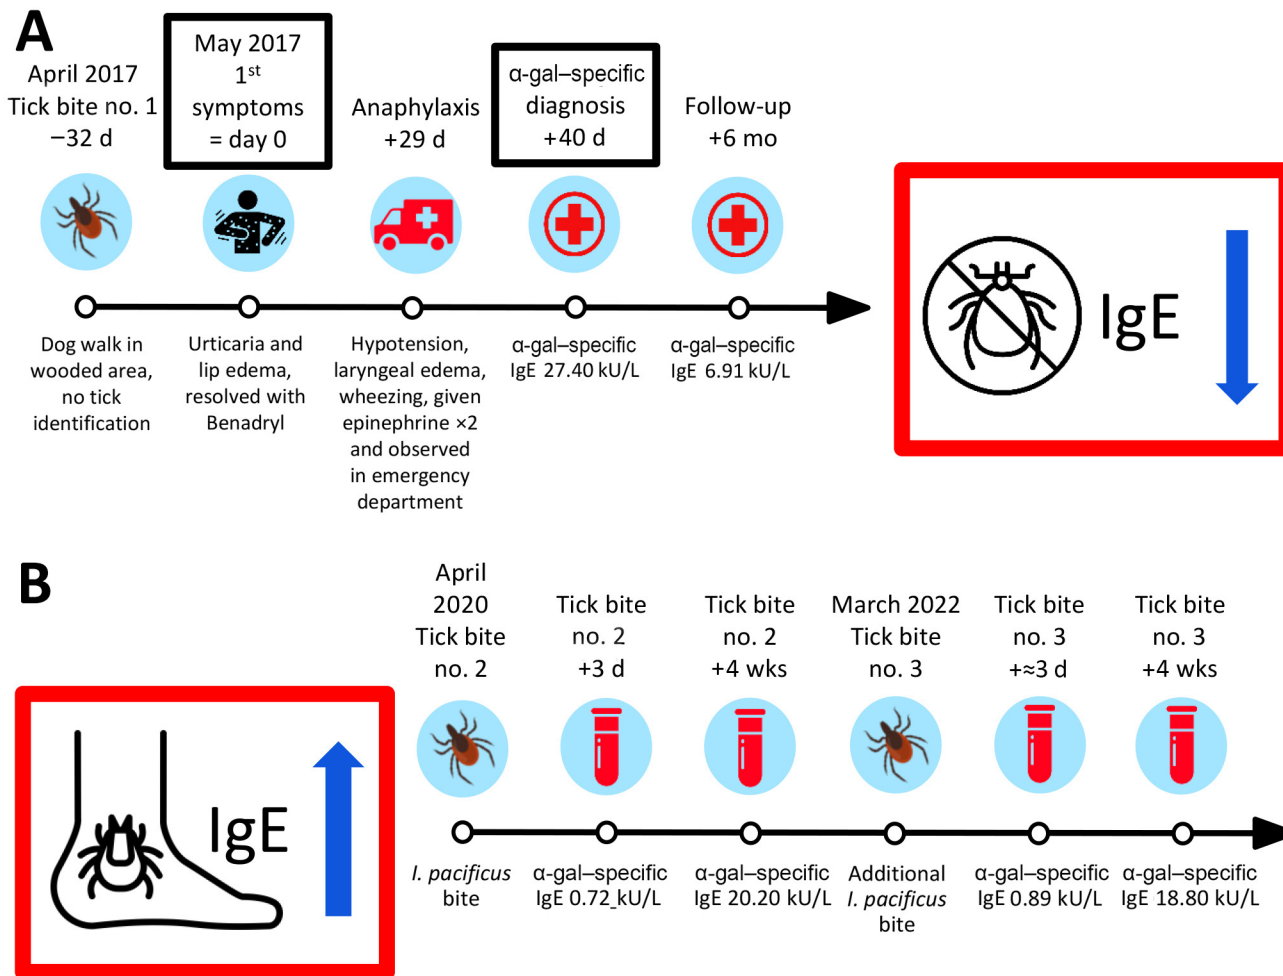 A
April 2017
Tick bite no. 1
−32 d
May 2017
1st
symptoms
= day 0
Anaphylaxis
+29 d
α-gal–specific
diagnosis
+40 d
Follow-up
+6 mo
Dog walk in
wooded area,
no tick
identification
Urticaria and
lip edema,
resolved with
Benadryl
Hypotension,
laryngeal edema,
wheezing, given
epinephrine ×2
and observed
in emergency
department
α-gal–specific
IgE 27.40 kU/L
α-gal–specific
IgE 6.91 kU/L
IgE
B
April
2020
Tick bite
no. 2
Tick bite
no. 2
+3 d
Tick bite
no. 2
+4 wks
March 2022
Tick bite
no. 3
Tick bite
no. 3
+≈3 d
Tick bite
no. 3
+4 wks
IgE
I. pacificus
bite
α-gal–specific
IgE 0.72_kU/L
α-gal–specific
IgE 20.20 kU/L
Additional
I. pacificus
bite
α-gal–specific
IgE 0.89 kU/L
α-gal–specific
IgE 18.80 kU/L